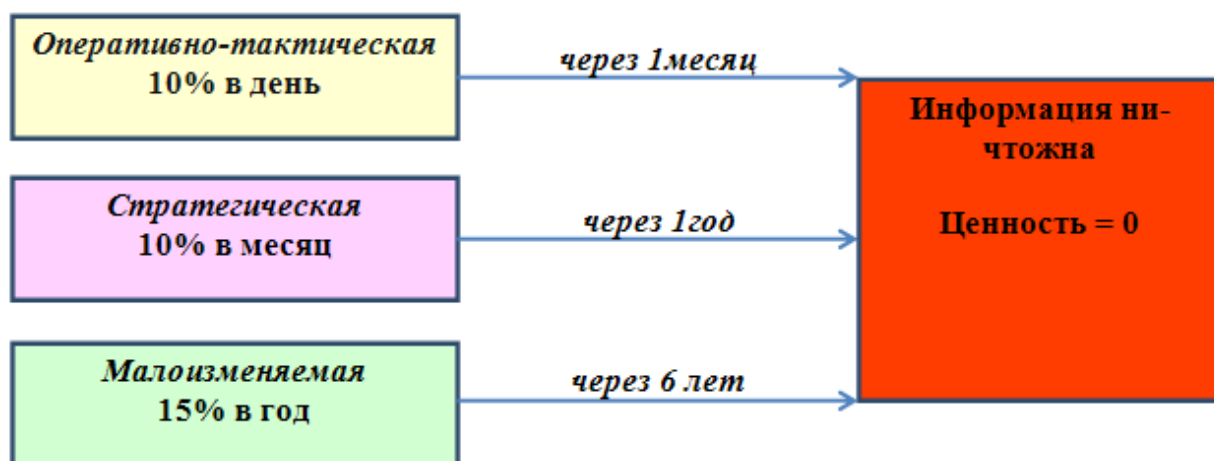 Оперативно-тактическая
10% в день
через 1месяц
Информация ни-
чтожна
Ценность = 0
Стратегическая
10% в месяц
через 1год
Малоизменяемая
15% в год
через 6 лет